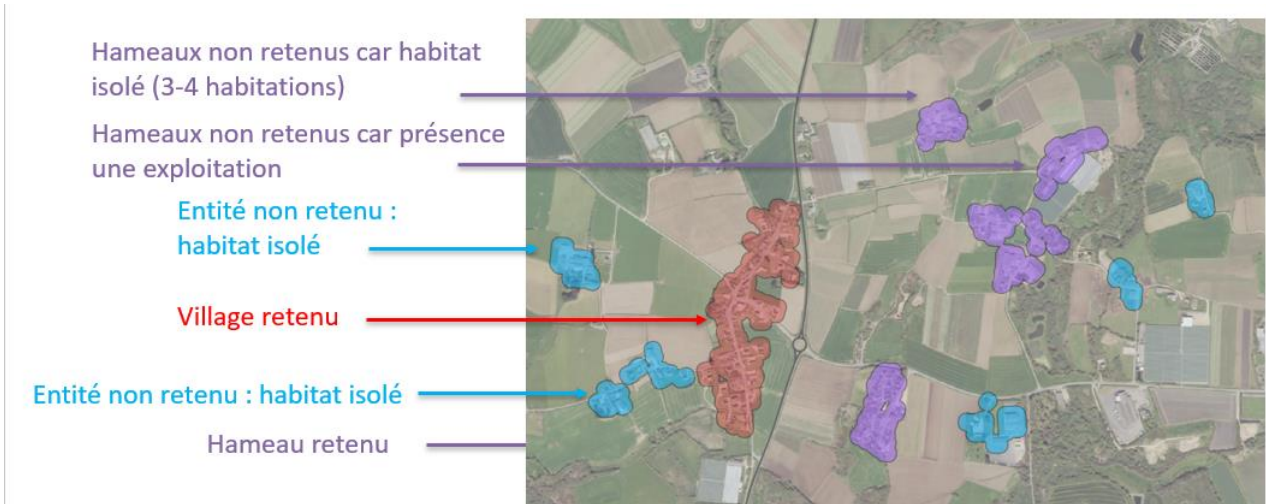 Hameaux non retenus car habitat
isolé (3-4 habitations)
Hameaux non retenus car présence
une exploitation
Entité non retenu :
habitat isolé
Village retenu
Entité non retenu : habitat isolé
Hameau retenu